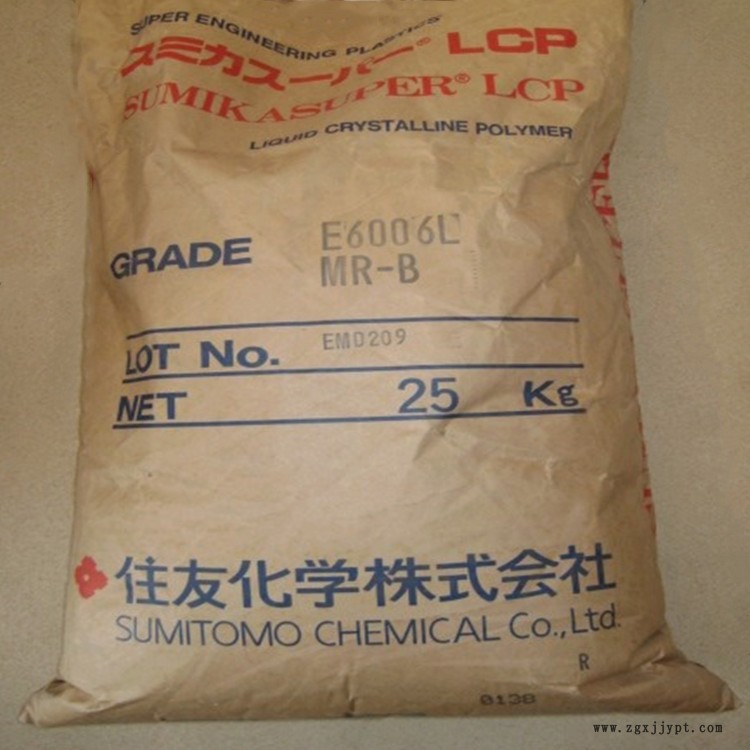 SUPER ENGINEERING PLASTICS
スミカスーパー® LCP
SUMIKASUPER® LCP
LIQUID CRYSTALLINE POLYMER
GRADE E6006L
MR-B
LOT No. EMD209
NET 25 Kg
住友化学株式会社
SUMITOMO CHEMICAL Co., Ltd.
R
0138
www.zgxjjypt.com